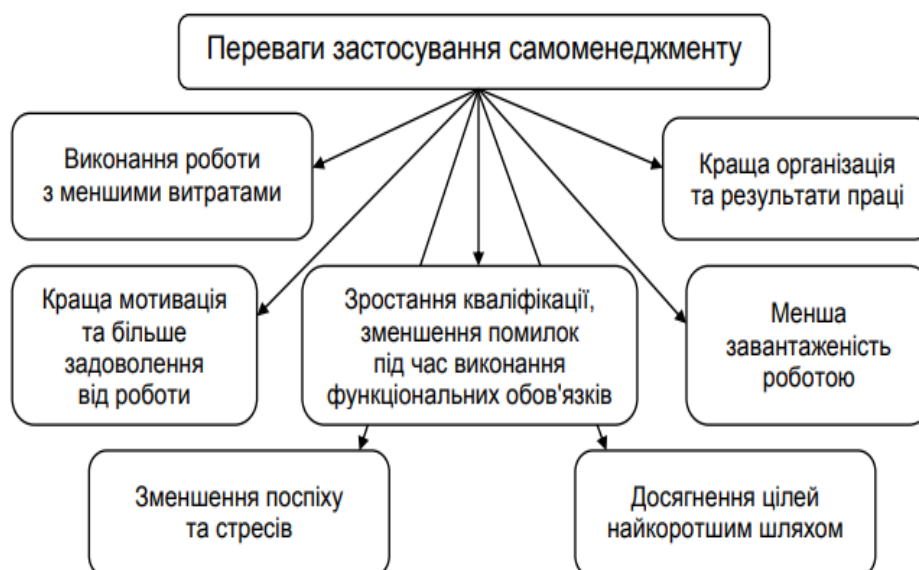 Переваги застосування самоменеджменту
Виконання роботи
з меншими витратами
Краща організація
та результати праці
Краща мотивація
та більше
задоволення
від роботи
Зростання кваліфікації,
зменшення помилок
під час виконання
функціональних обов'язків
Менша
завантаженість
роботою
Зменшення поспіху
та стресів
Досягнення цілей
найкоротшим шляхом